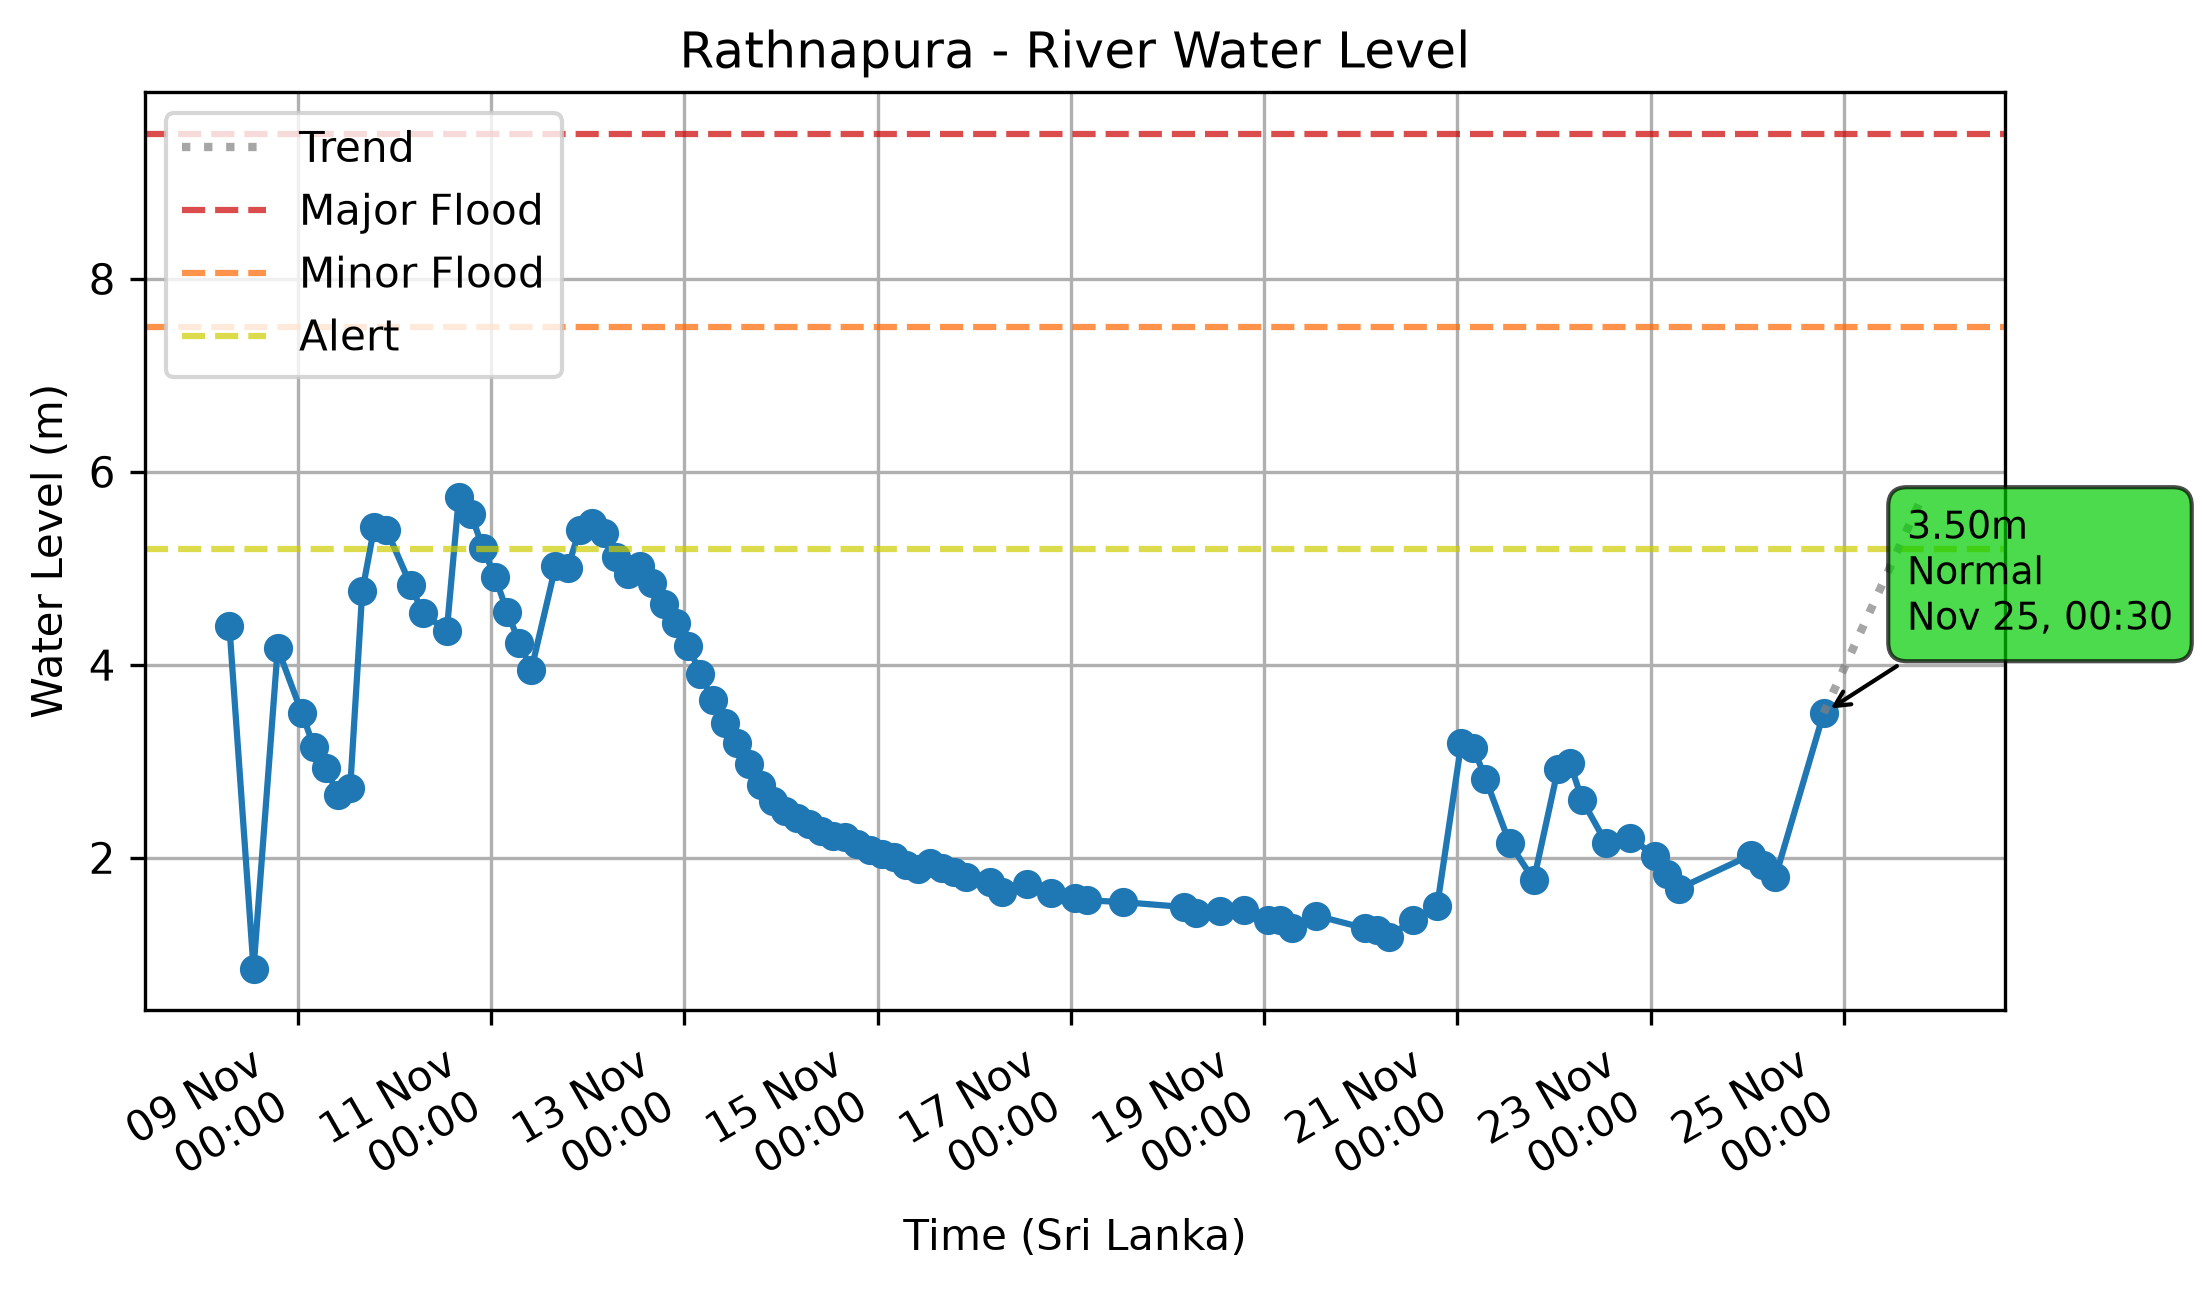 Rathnapura - River Water Level
Trend
Major Flood
Minor Flood
Alert
8
6
4
2
Water Level (m)
3.50m
Normal
Nov 25, 00:30
09 Nov
00:00
11 Nov
00:00
13 Nov
00:00
15 Nov
00:00
17 Nov
00:00
19 Nov
00:00
21 Nov
00:00
23 Nov
00:00
25 Nov
00:00
Time (Sri Lanka)